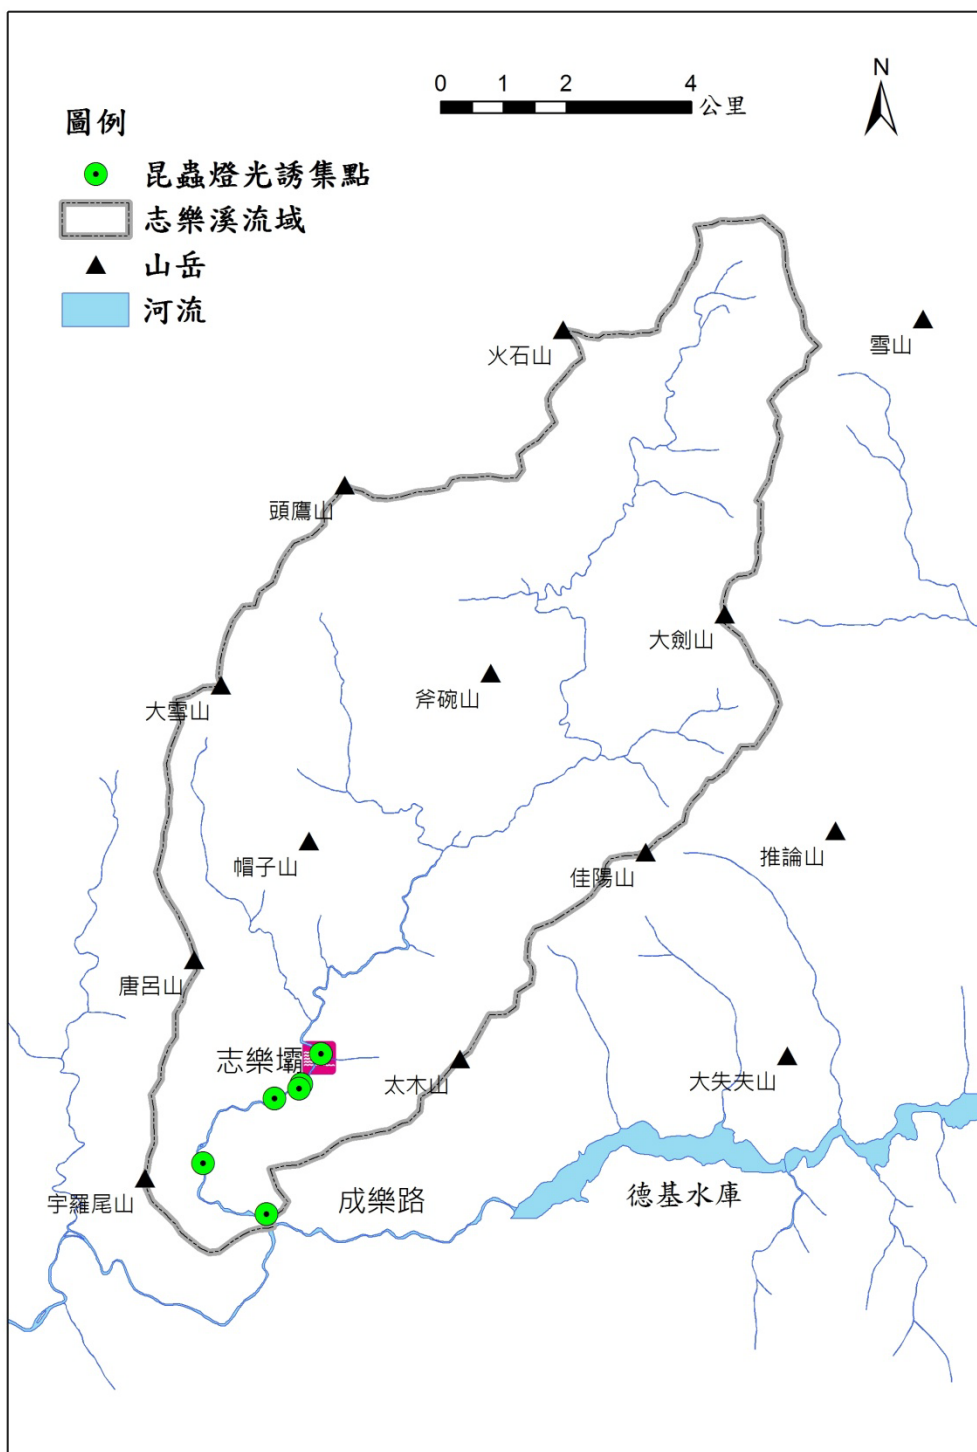 N
0 1 2 4
公里
圖例
昆蟲燈光誘集點
志樂溪流域
山岳
河流
火石山
雪山
頭鷹山
大劍山
斧碗山
大雪山
帽子山
佳陽山
推論山
唐呂山
志樂壩
太木山
大失夫山
宇羅尾山
成樂路
德基水庫